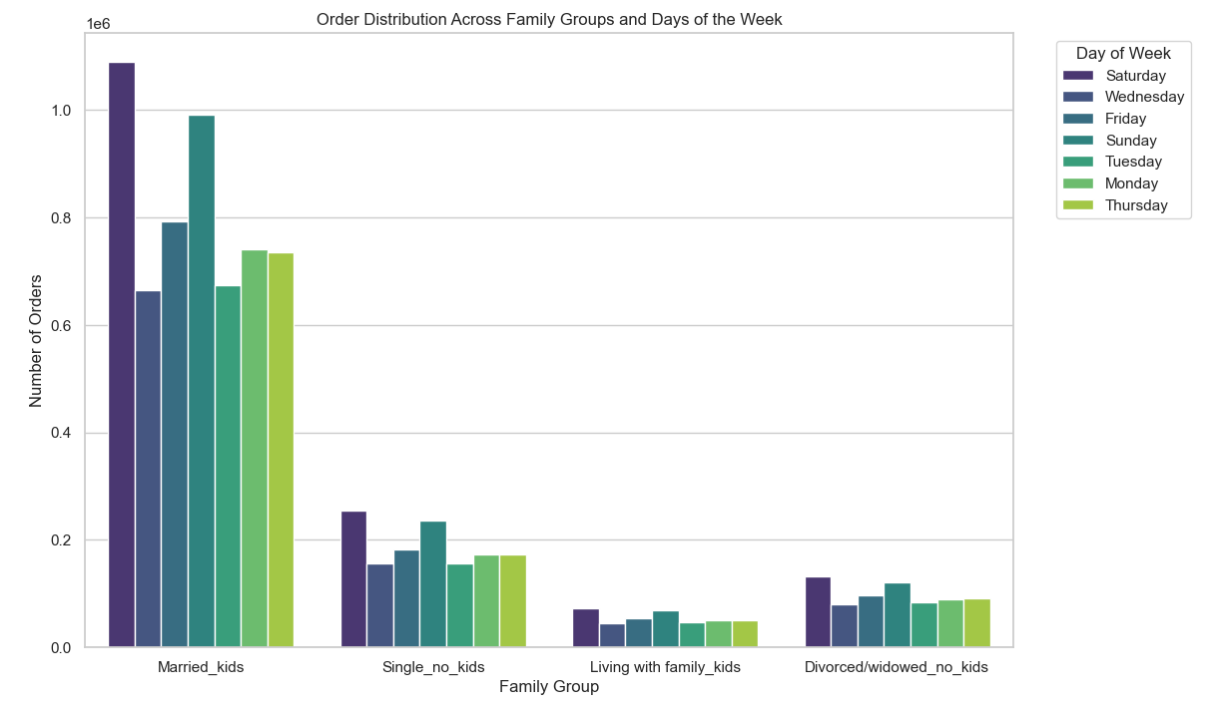 Order Distribution Across Family Groups and Days of the Week
1e6
Day of Week
Saturday
Wednesday
Friday
Sunday
Tuesday
Monday
Thursday
1.0
0.8
0.6
0.4
0.2
0.0
Number of Orders
Married_kids
Single_no_kids
Living with family_kids
Divorced/widowed_no_kids
Family Group